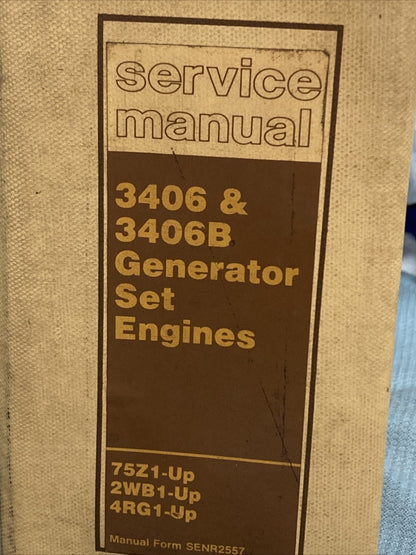 service
manual
3406 &
3406B
Generator
Set
Engines
75Z1-Up
2WB1-Up
4RG1-Up
Manual Form SENR2557